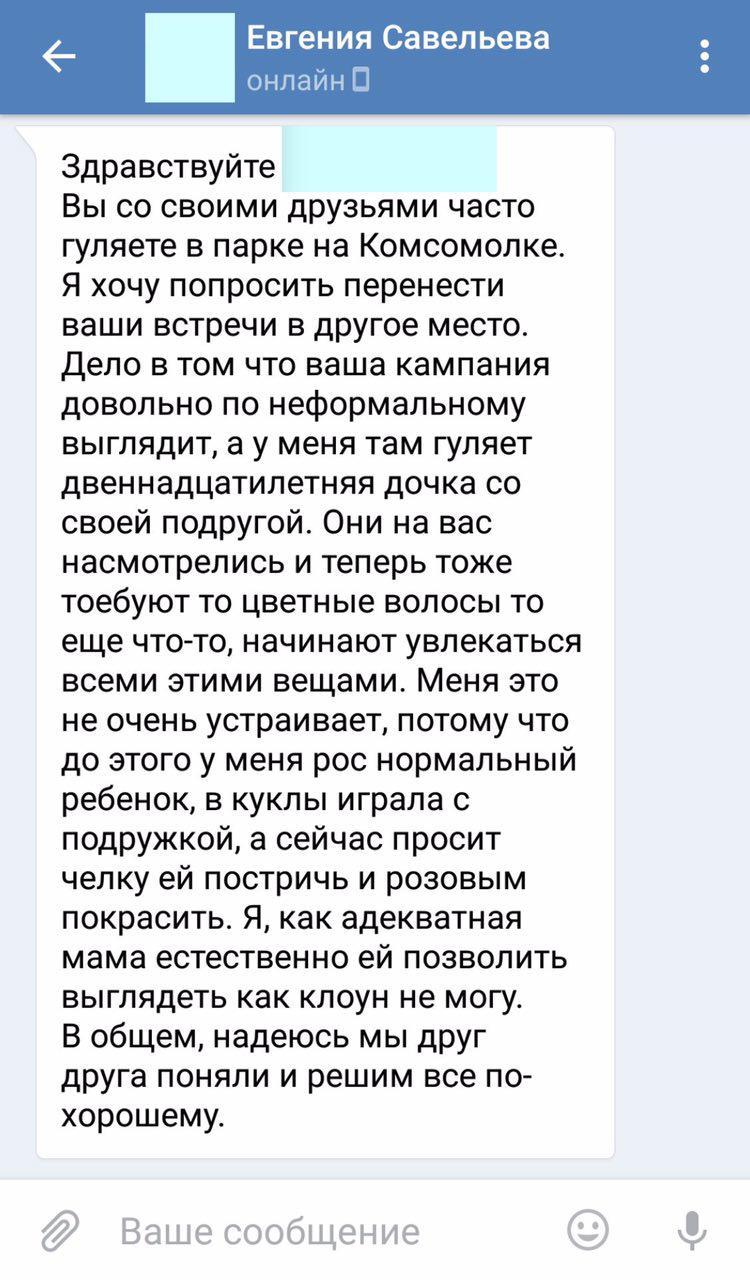 Евгения Савельева
онлайн
Здравствуйте
Вы со своими друзьями часто
гуляете в парке на Комсомолке.
Я хочу попросить перенести
ваши встречи в другое место.
Дело в том что ваша кампания
довольно по неформальному
выглядит, а у меня там гуляет
двеннадцатилетняя дочка со
своей подругой. Они на вас
насмотрелись и теперь тоже
тоебуют то цветные волосы то
еще что-то, начинают увлекаться
всеми этими вещами. Меня это
не очень устраивает, потому что
до этого у меня рос нормальный
ребенок, в куклы играла с
подружкой, а сейчас просит
челку ей постричь и розовым
покрасить. Я, как адекватная
мама естественно ей позволить
выглядеть как клоун не могу.
В общем, надеюсь мы друг
друга поняли и решим все по-
хорошему.
Ваше сообщение